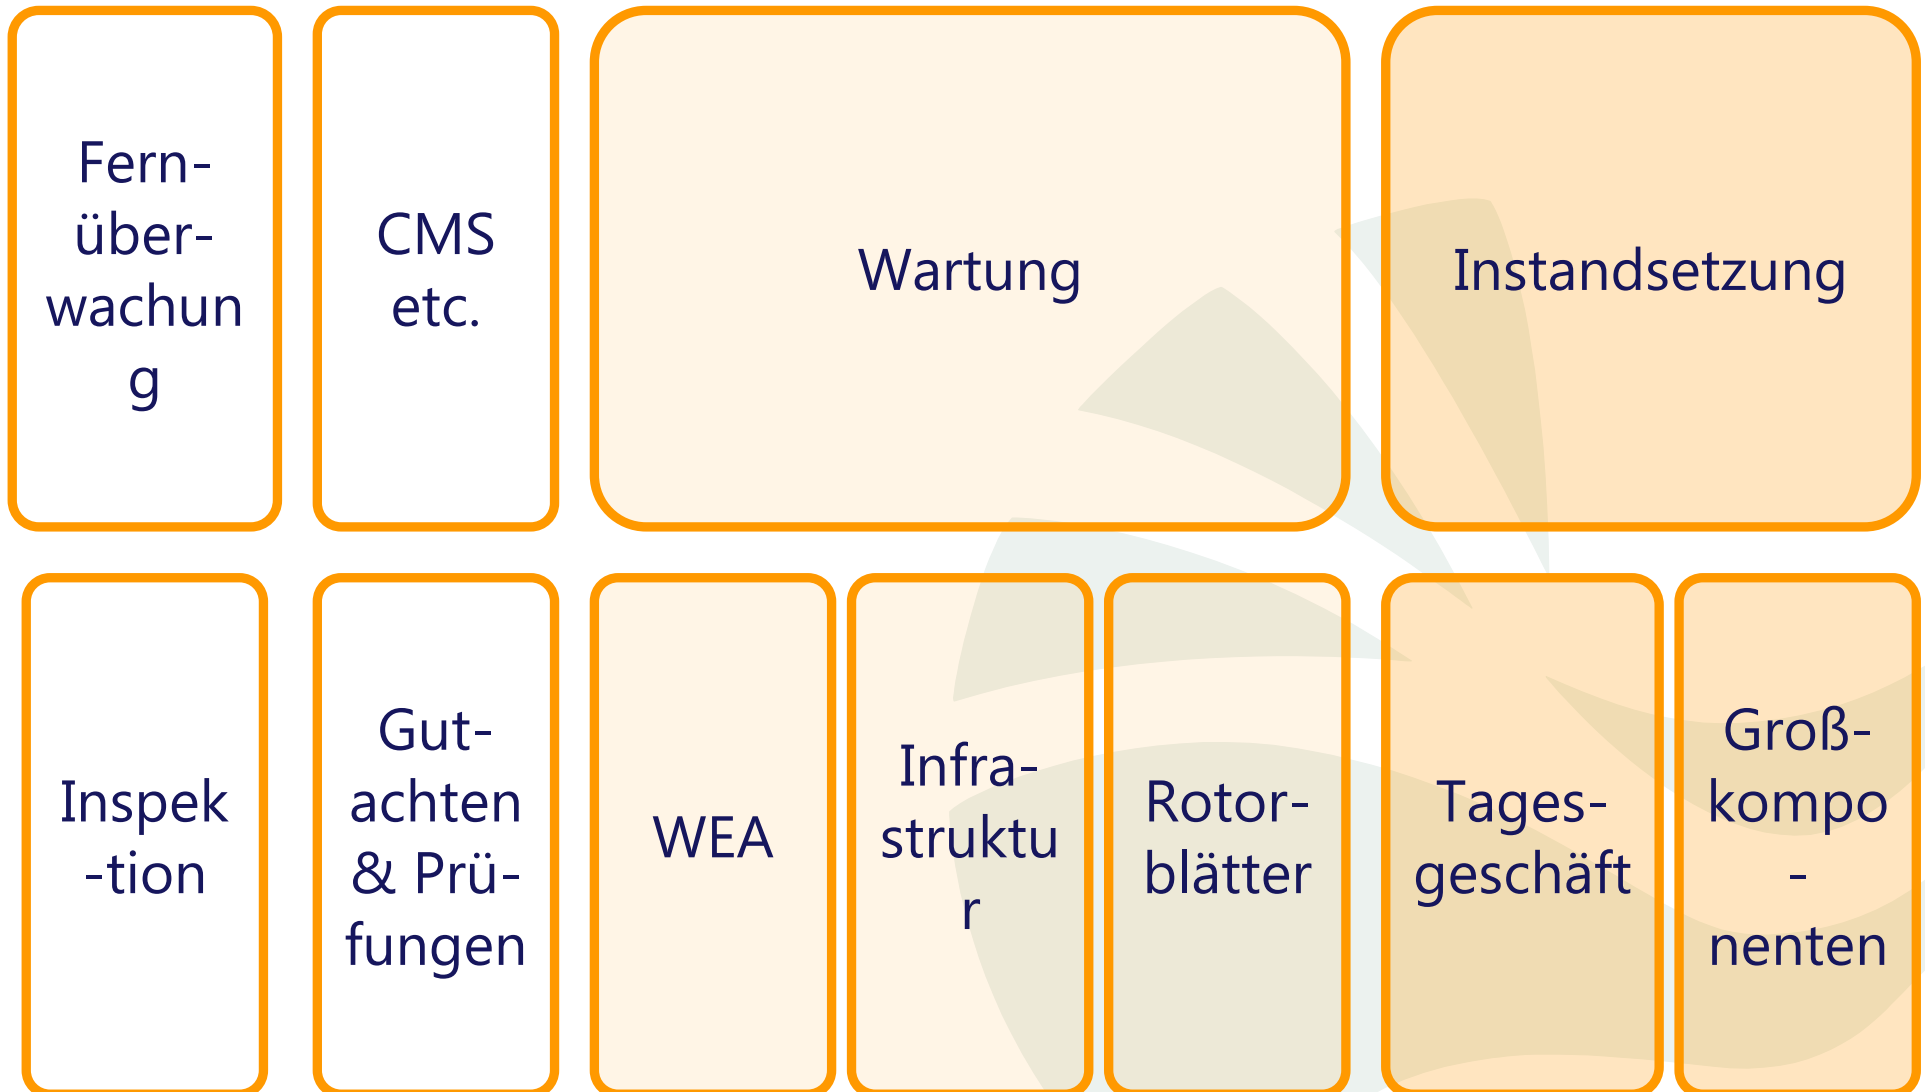 Fern-
über-
wachun
g
CMS
etc.
Wartung
Instandsetzung
Inspek
-tion
Gut-
achten
& Prü-
fungen
WEA
Infra-
struktu
r
Rotor-
blätter
Tages-
geschäft
Groß-
kompo
-
nenten